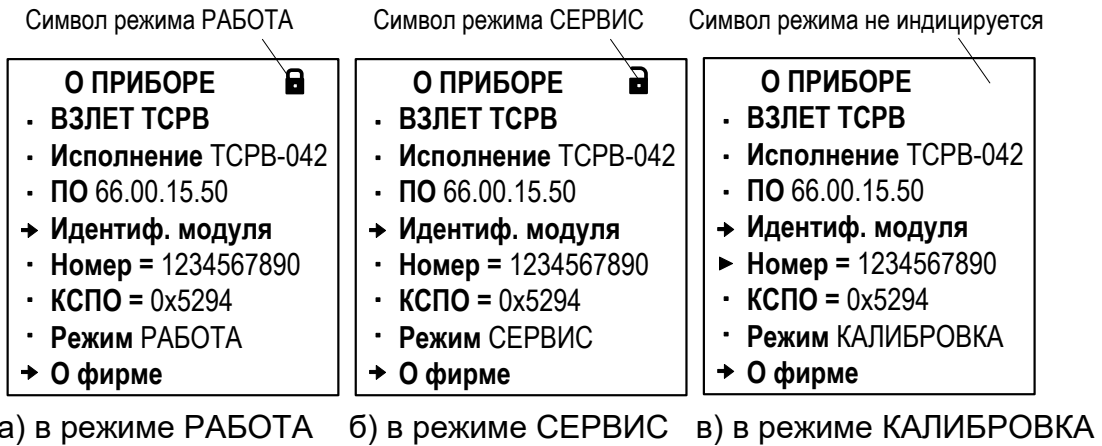 Символ режима РАБОТА
О ПРИБОРЕ
ВЗЛЕТ ТСРВ
Исполнение ТСРВ-042
ПО 66.00.15.50
Идентиф. модуля
Номер = 1234567890
КСПО = 0x5294
Режим РАБОТА
О фирме
а) в режиме РАБОТА
Символ режима СЕРВИС
О ПРИБОРЕ
ВЗЛЕТ ТСРВ
Исполнение ТСРВ-042
ПО 66.00.15.50
Идентиф. модуля
Номер = 1234567890
КСПО = 0x5294
Режим СЕРВИС
О фирме
б) в режиме СЕРВИС
Символ режима не индицируется
О ПРИБОРЕ
ВЗЛЕТ ТСРВ
Исполнение ТСРВ-042
ПО 66.00.15.50
Идентиф. модуля
Номер = 1234567890
КСПО = 0x5294
Режим КАЛИБРОВКА
О фирме
в) в режиме КАЛИБРОВКА